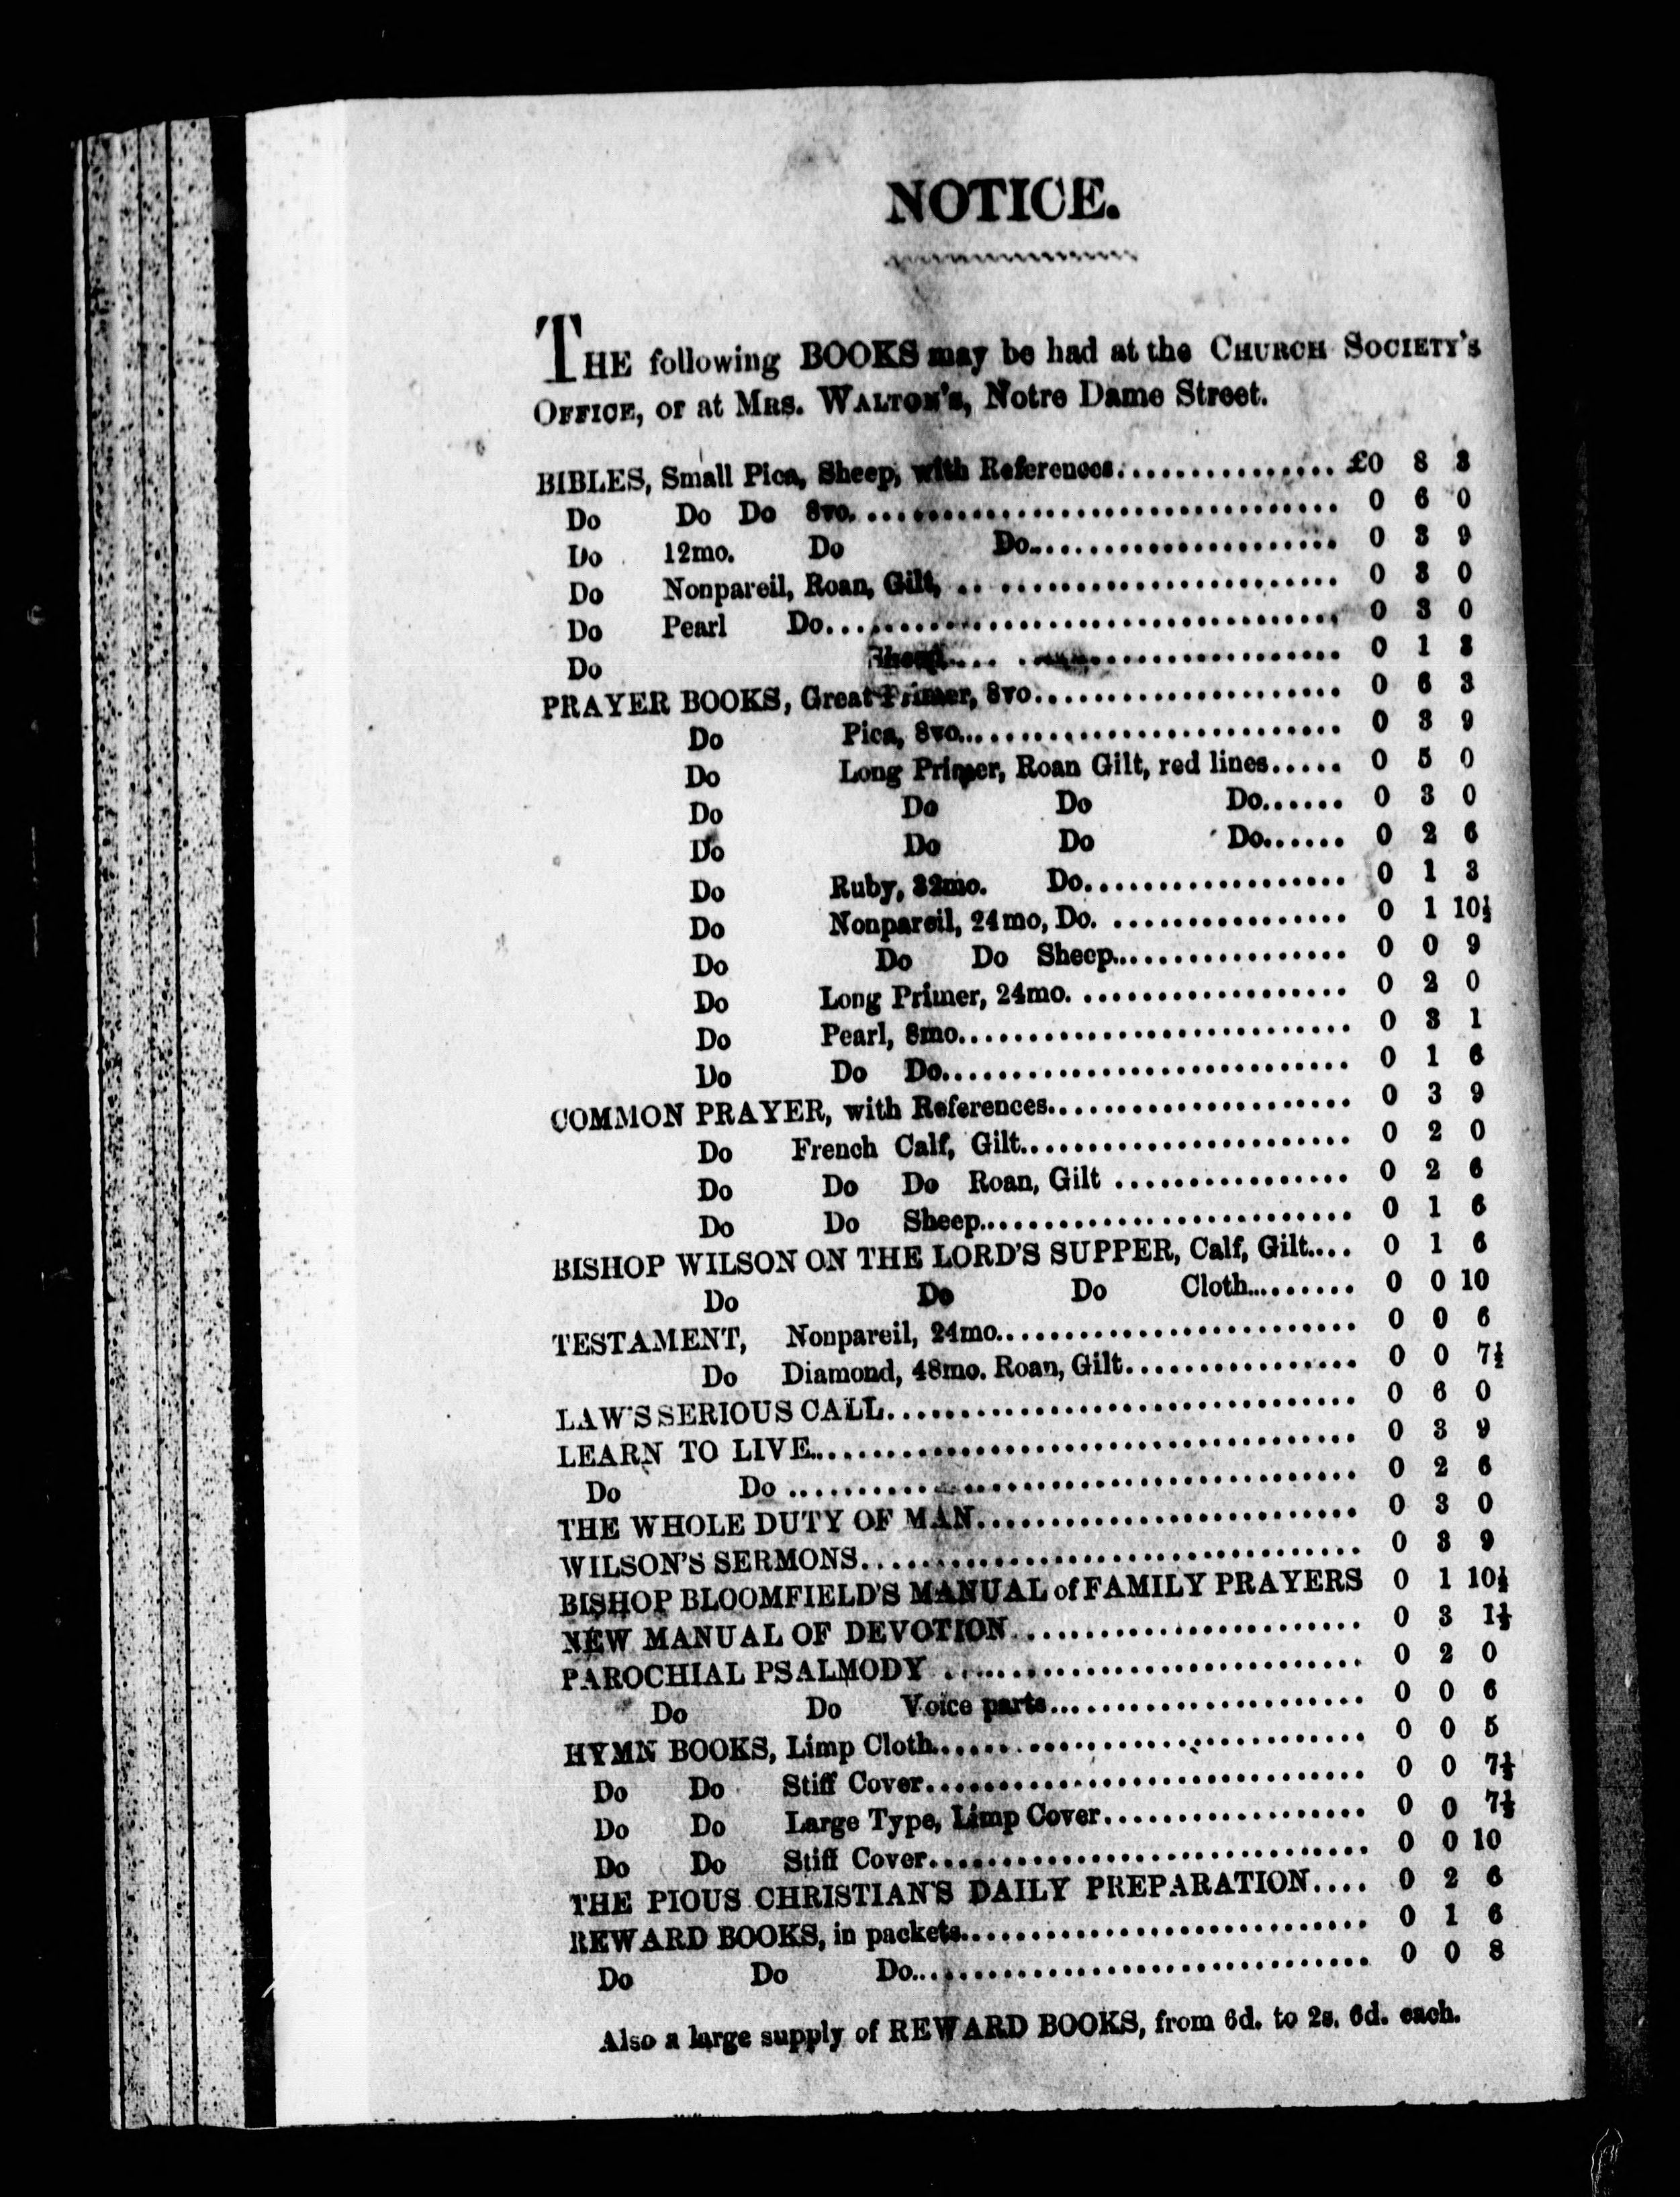 NOTICE.
THE following BOOKS may be had at the CHURCH SOCIETY'S
OFFICE, or at MRS. WALTON'S, Notre Dame Street.
BIBLES, Small Pica, Sheep, with References............... £0 8 3
Do Do Do 8vo................................. 0 6 0
Do 12mo. Do Do..................... 0 3 9
Do Nonpareil, Roan, Gilt, .. ....................... 0 3 0
Do Pearl Do................................... 0 3 0
Do Sheep.... ...................... 0 1 3
PRAYER BOOKS, Great Primer, 8vo..................... 0 6 3
Do Pica, 8vo.......................... 0 3 9
Do Long Primer, Roan Gilt, red lines..... 0 5 0
Do Do Do Do...... 0 3 0
Do Do Do Do...... 0 2 6
Do Ruby, 32mo. Do.................. 0 1 3
Do Nonpareil, 24mo, Do. ................ 0 1 10½
Do Do Do Sheep................. 0 0 9
Do Long Primer, 24mo. .................. 0 2 0
Do Pearl, 8mo........................... 0 3 1
Do Do Do............................ 0 1 6
COMMON PRAYER, with References..................... 0 3 9
Do French Calf, Gilt....................... 0 2 0
Do Do Do Roan, Gilt ................ 0 2 6
Do Do Sheep.......................... 0 1 6
BISHOP WILSON ON THE LORD'S SUPPER, Calf, Gilt.... 0 1 6
Do Do Do Cloth......... 0 0 10
TESTAMENT, Nonpareil, 24mo......................... 0 0 6
Do Diamond, 48mo. Roan, Gilt................ 0 0 7½
LAW'S SERIOUS CALL................................ 0 6 0
LEARN TO LIVE..................................... 0 3 9
Do Do ....................................... 0 2 6
THE WHOLE DUTY OF MAN.......................... 0 3 0
WILSON'S SERMONS.................................. 0 3 9
BISHOP BLOOMFIELD'S MANUAL of FAMILY PRAYERS 0 1 10½
NEW MANUAL OF DEVOTION........................ 0 3 1½
PAROCHIAL PSALMODY ............................. 0 2 0
Do Do Voice parts...................... 0 0 6
HYMN BOOKS, Limp Cloth.............................. 0 0 5
Do Do Stiff Cover.............................. 0 0 7½
Do Do Large Type, Limp Cover.................. 0 0 7½
Do Do Stiff Cover.............................. 0 0 10
THE PIOUS CHRISTIAN'S DAILY PREPARATION.... 0 2 6
REWARD BOOKS, in packets............................ 0 1 6
Do Do Do................................ 0 0 8
Also a large supply of REWARD BOOKS, from 6d. to 2s. 6d. each.